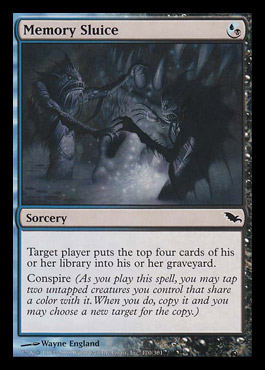 Memory Sluice
Sorcery
Target player puts the top four cards of his
or her library into his or her graveyard.
Conspire (As you play this spell, you may tap
two untapped creatures you control that share
a color with it. When you do, copy it and you
may choose a new target for the copy.)
Wayne England